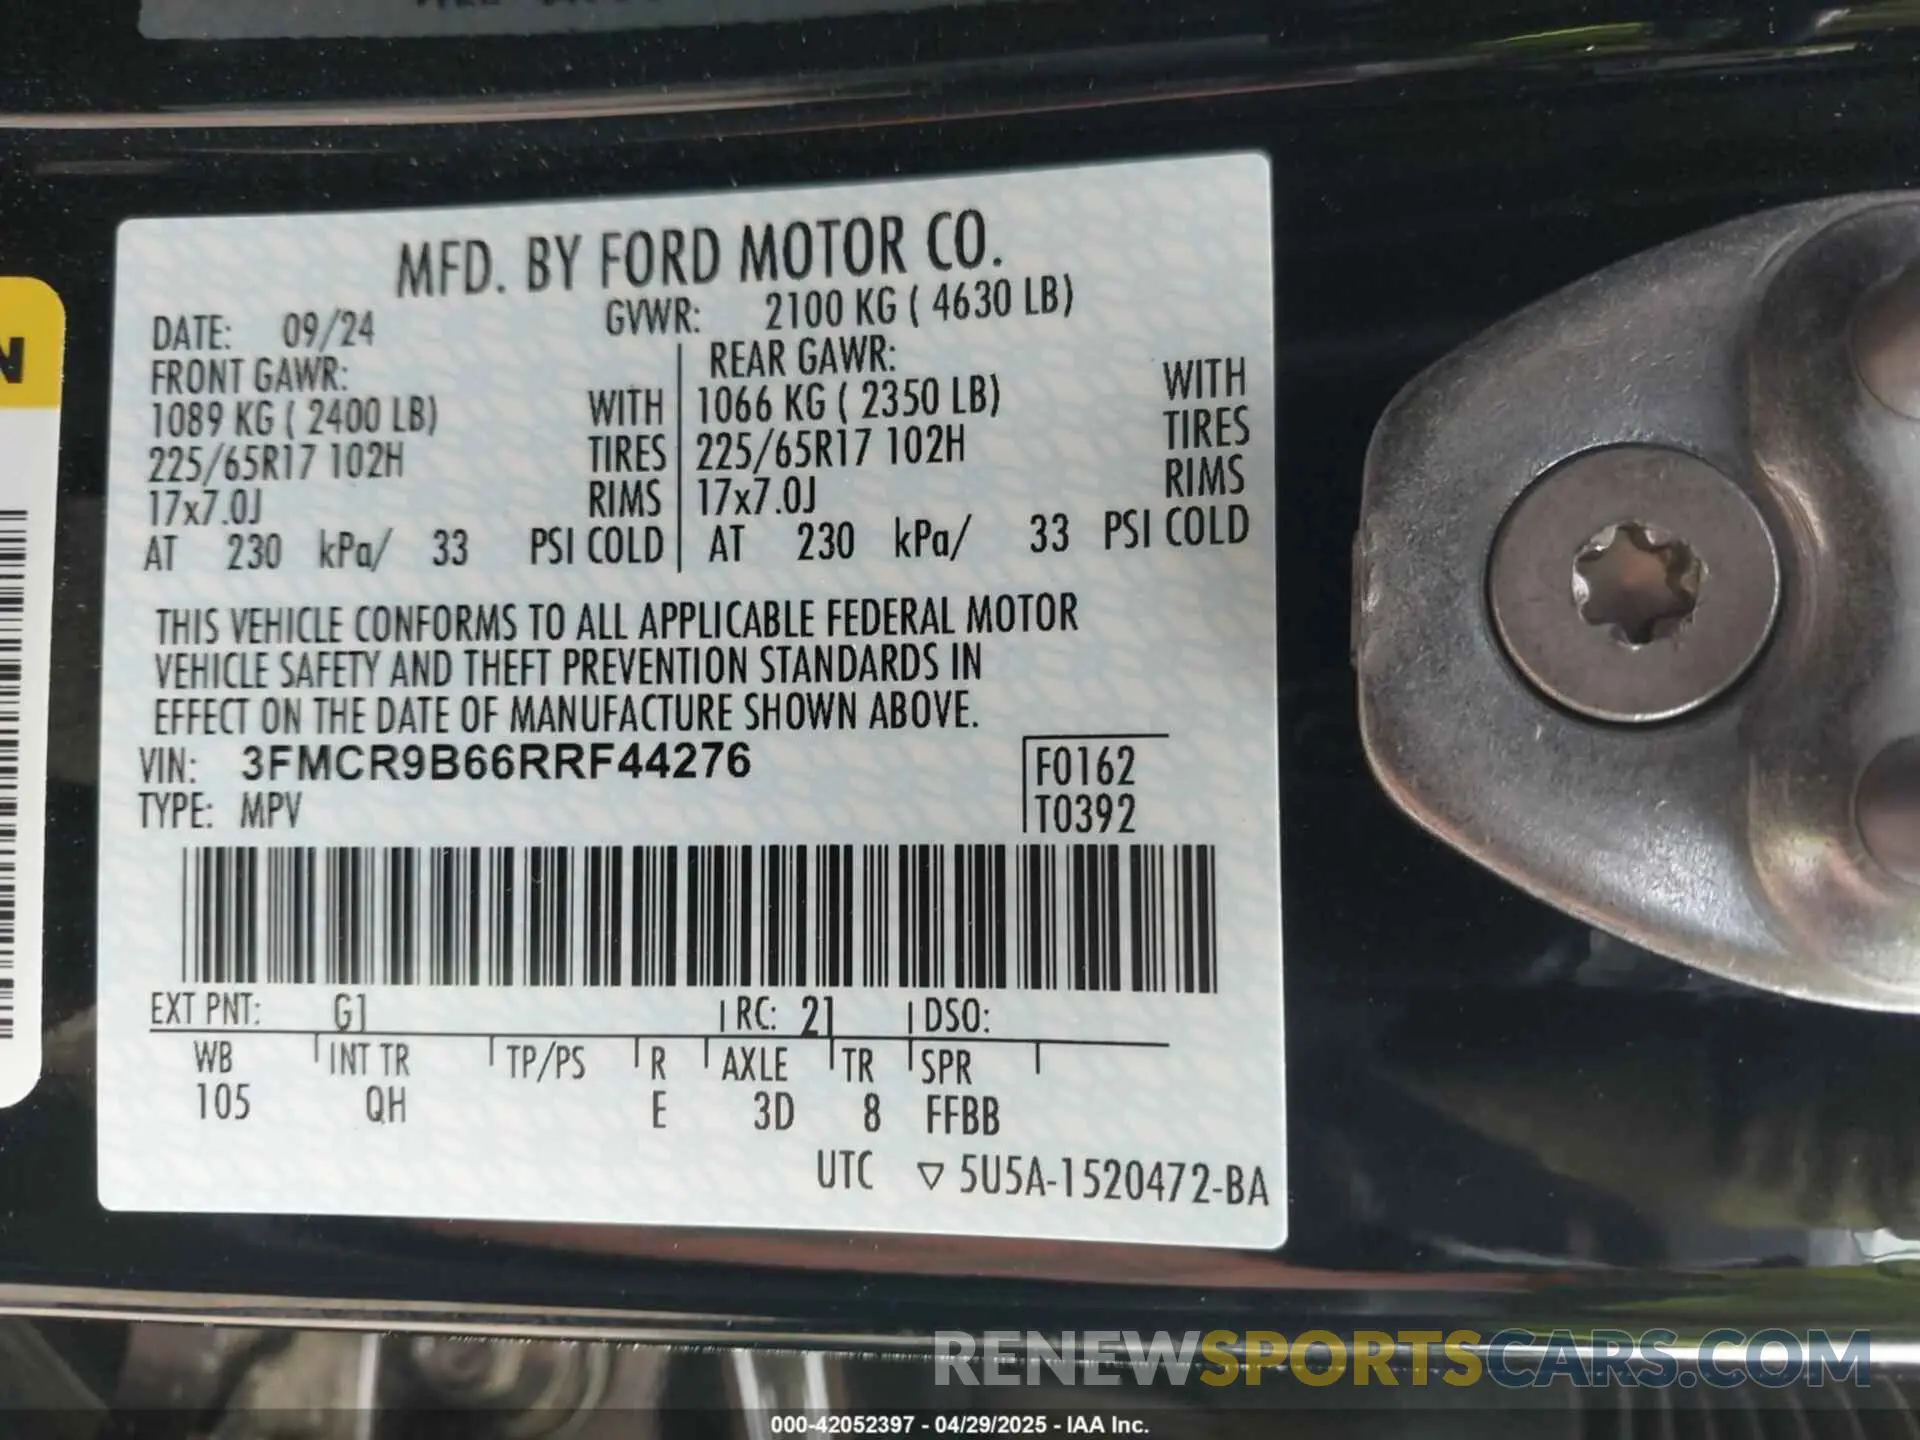 N
MFD. BY FORD MOTOR CO.
DATE: 09/24 GVWR: 2100 KG ( 4630 LB)
FRONT GAWR: REAR GAWR:
1089 KG ( 2400 LB) WITH 1066 KG ( 2350 LB) WITH
225/65R17 102H TIRES 225/65R17 102H TIRES
17x7.0J RIMS 17x7.0J RIMS
AT 230 kPa/ 33 PSI COLD AT 230 kPa/ 33 PSI COLD
THIS VEHICLE CONFORMS TO ALL APPLICABLE FEDERAL MOTOR
VEHICLE SAFETY AND THEFT PREVENTION STANDARDS IN
EFFECT ON THE DATE OF MANUFACTURE SHOWN ABOVE.
VIN: 3FMCR9B66RRF44276 F0162
TYPE: MPV T0392
EXT PNT: G1 RC: 21 DSO:
WB INT TR TP/PS R AXLE TR SPR
105 QH E 3D 8 FFBB
UTC ▽ 5U5A-1520472-BA
RENEWSPORTSCARS.COM
000-42052397 - 04/29/2025 - IAA Inc.